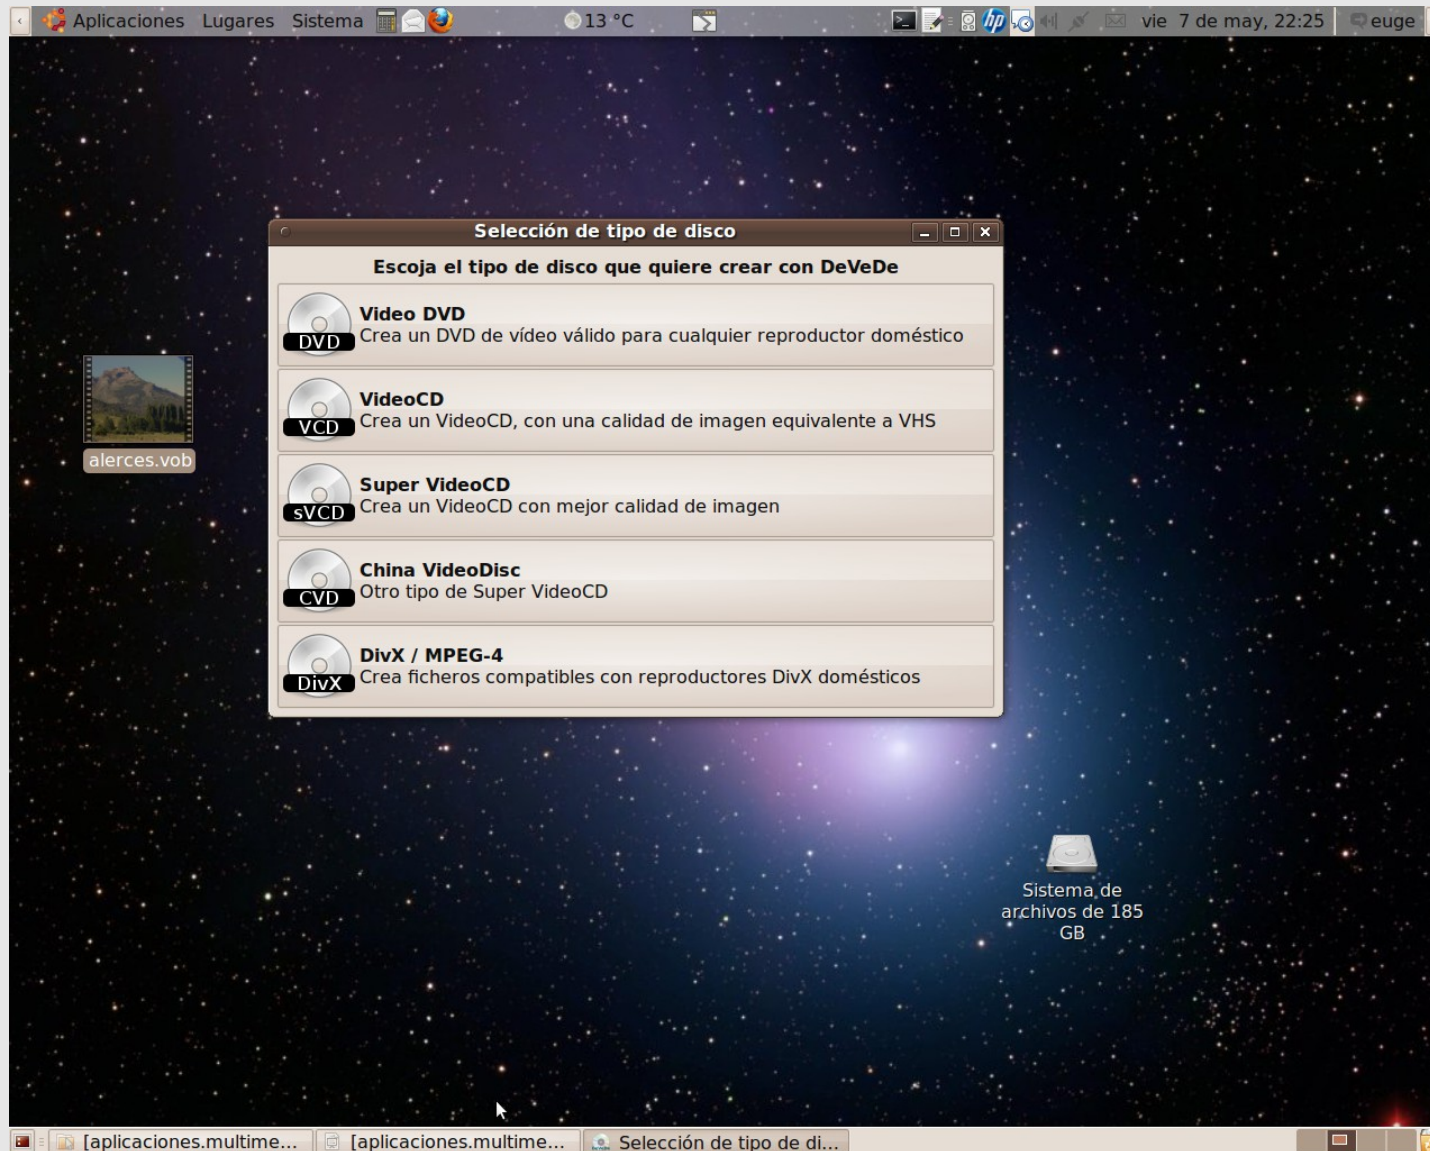 Aplicaciones Lugares Sistema 13 °C hp vie 7 de may, 22:25 euge
Selección de tipo de disco
Escoja el tipo de disco que quiere crear con DeVeDe
Video DVD
DVD Crea un DVD de vídeo válido para cualquier reproductor doméstico
VideoCD
VCD Crea un VideoCD, con una calidad de imagen equivalente a VHS
Super VideoCD
sVCD Crea un VideoCD con mejor calidad de imagen
China VideoDisc
CVD Otro tipo de Super VideoCD
DivX / MPEG-4
DivX Crea ficheros compatibles con reproductores DivX domésticos
alerces.vob
Sistema de
archivos de 185
GB
[aplicaciones.multime... [aplicaciones.multime... Selección de tipo de di...